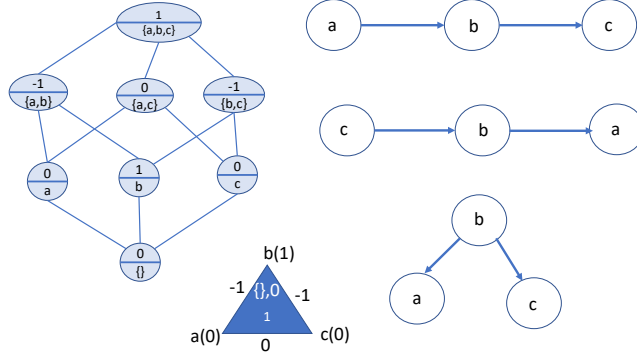 1
{a,b,c}
-1
{a,b}
0
{a,c}
-1
{b,c}
0
a
1
b
0
c
0
{}
b(1)
-1
{},0
-1
1
a(0)
c(0)
0
a
b
c
c
b
a
b
a
c